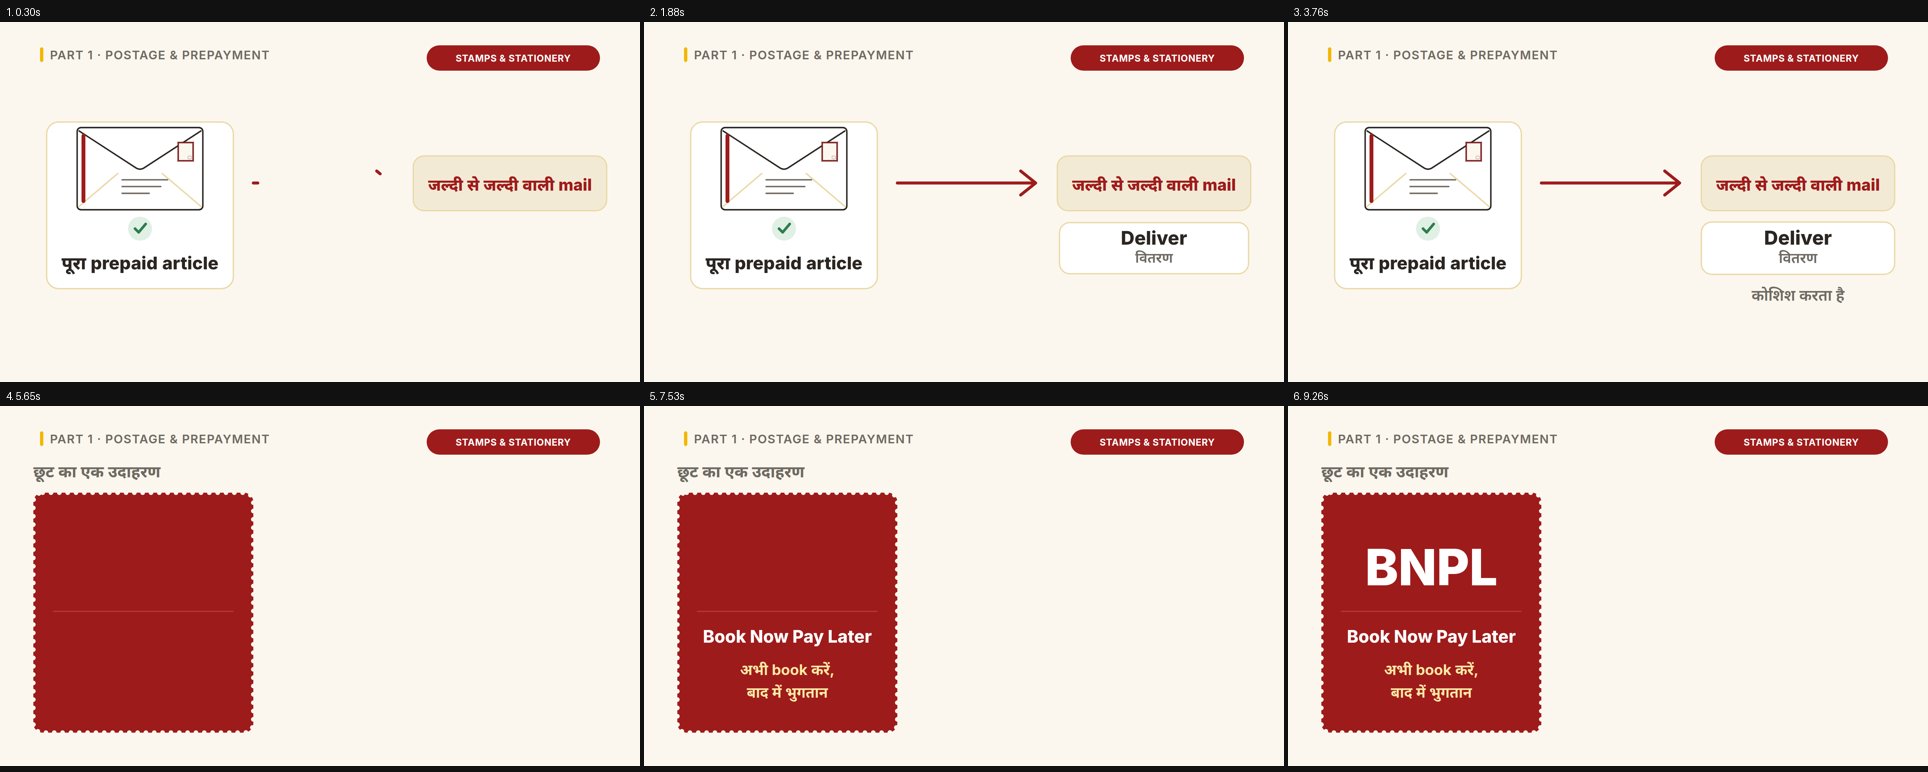 1. 0.30s
PART 1 · POSTAGE & PREPAYMENT
STAMPS & STATIONERY
जल्दी से जल्दी वाली mail
पूरा prepaid article
2. 1.88s
PART 1 · POSTAGE & PREPAYMENT
STAMPS & STATIONERY
जल्दी से जल्दी वाली mail
Deliver
वितरण
पूरा prepaid article
3. 3.76s
PART 1 · POSTAGE & PREPAYMENT
STAMPS & STATIONERY
जल्दी से जल्दी वाली mail
Deliver
वितरण
पूरा prepaid article
कोशिश करता है
4. 5.65s
PART 1 · POSTAGE & PREPAYMENT
STAMPS & STATIONERY
छूट का एक उदाहरण
5. 7.53s
PART 1 · POSTAGE & PREPAYMENT
STAMPS & STATIONERY
छूट का एक उदाहरण
Book Now Pay Later
अभी book करें,
बाद में भुगतान
6. 9.26s
PART 1 · POSTAGE & PREPAYMENT
STAMPS & STATIONERY
छूट का एक उदाहरण
BNPL
Book Now Pay Later
अभी book करें,
बाद में भुगतान